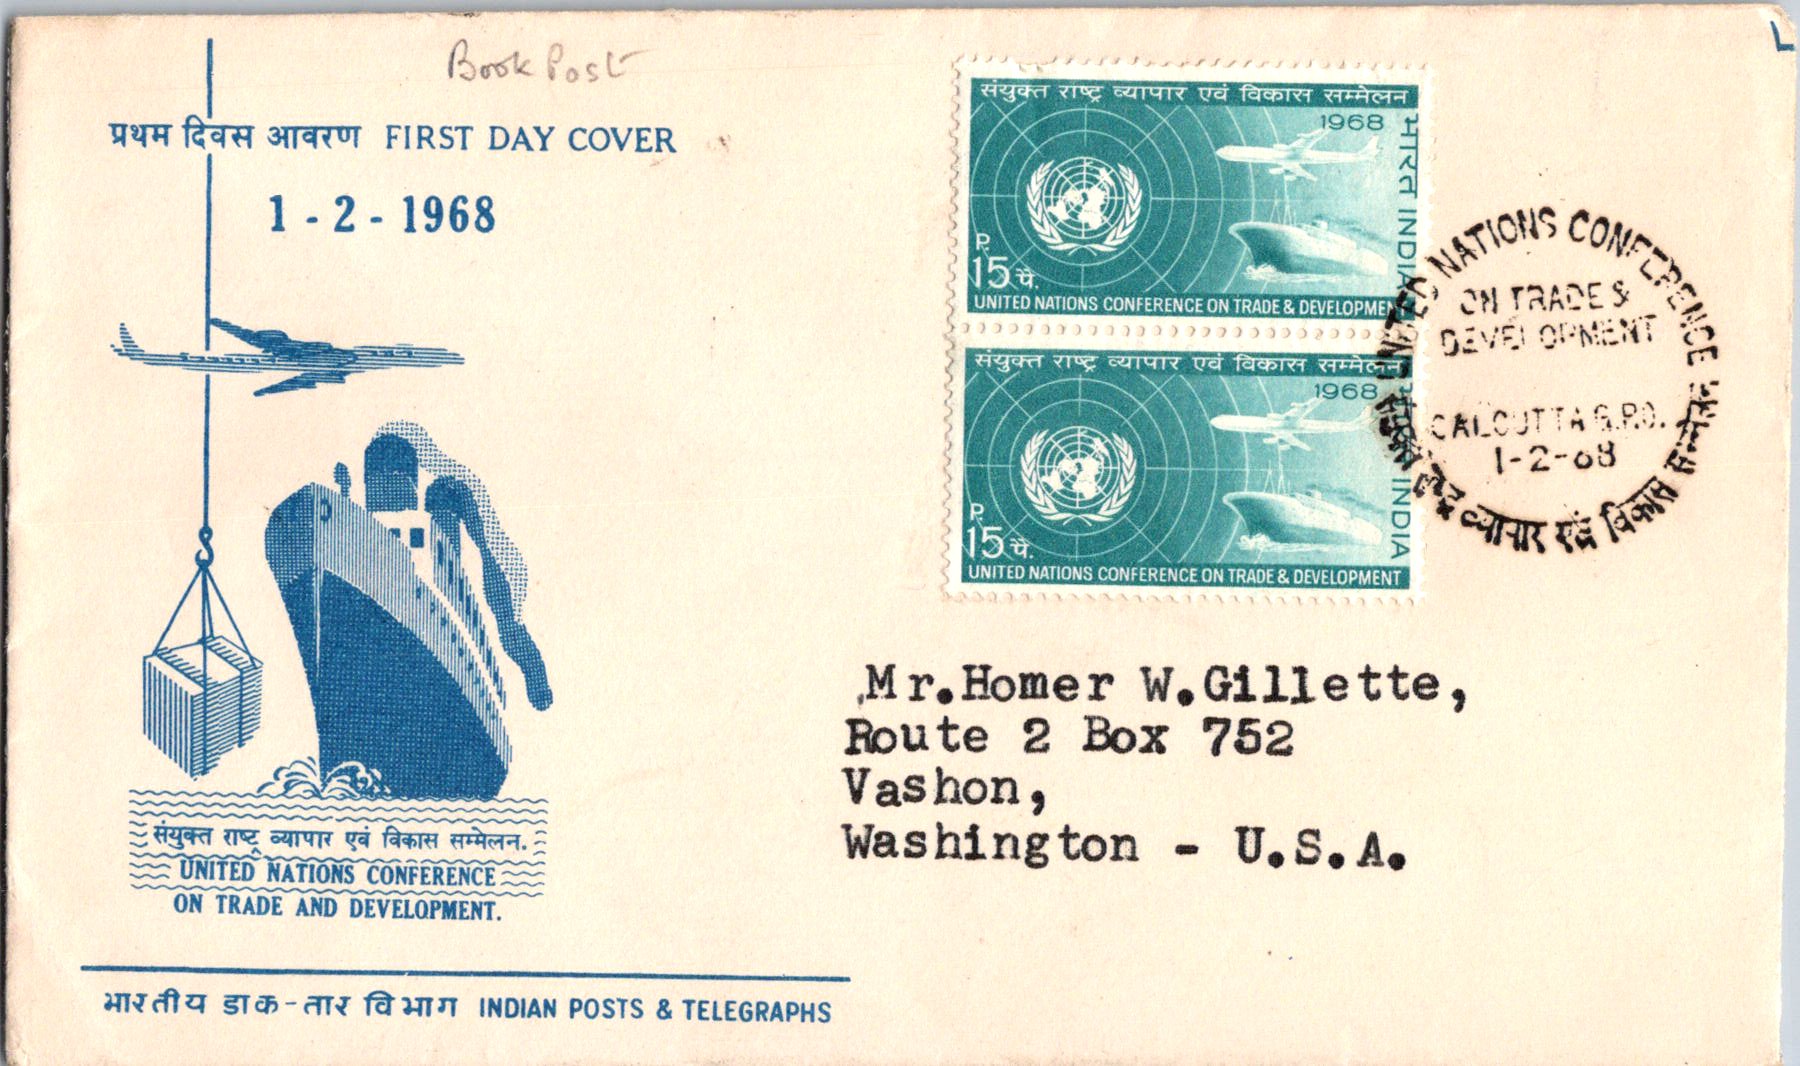 Book Post
प्रथम दिवस आवरण FIRST DAY COVER
1 - 2 - 1968
संयुक्त राष्ट्र व्यापार एवं विकास सम्मेलन
1968
भारत INDIA
P.
15 पै.
UNITED NATIONS CONFERENCE ON TRADE & DEVELOPMENT
संयुक्त राष्ट्र व्यापार एवं विकास सम्मेलन
1968
भारत INDIA
P.
15 पै.
UNITED NATIONS CONFERENCE ON TRADE & DEVELOPMENT
UNITED NATIONS CONFERENCE
ON TRADE &
DEVELOPMENT
CALCUTTA G.P.O.
1-2-68
व्यापार एवं विकास सम्मेलन
Mr.Homer W.Gillette,
Route 2 Box 752
Vashon,
Washington - U.S.A.
संयुक्त राष्ट्र व्यापार एवं विकास सम्मेलन.
UNITED NATIONS CONFERENCE
ON TRADE AND DEVELOPMENT.
भारतीय डाक-तार विभाग INDIAN POSTS & TELEGRAPHS